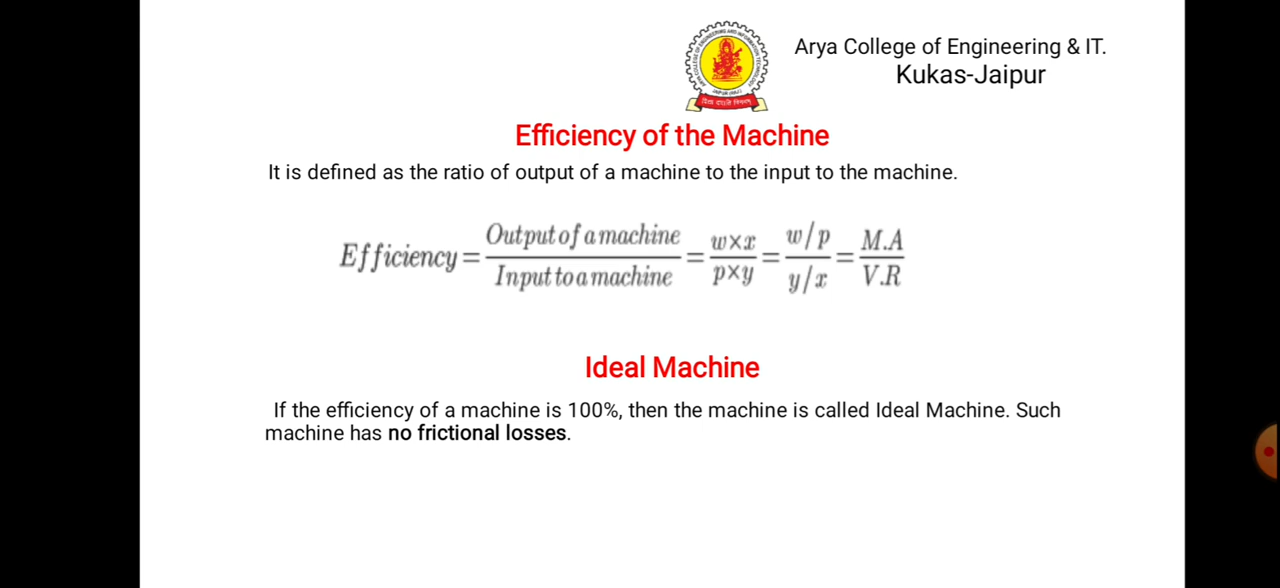 Arya College of Engineering & IT.
Kukas-Jaipur
Efficiency of the Machine
It is defined as the ratio of output of a machine to the input to the machine.
Efficiency = Output of a machine / Input to a machine = w×x / p×y = w/p / y/x = M.A / V.R
Ideal Machine
If the efficiency of a machine is 100%, then the machine is called Ideal Machine. Such
machine has no frictional losses.